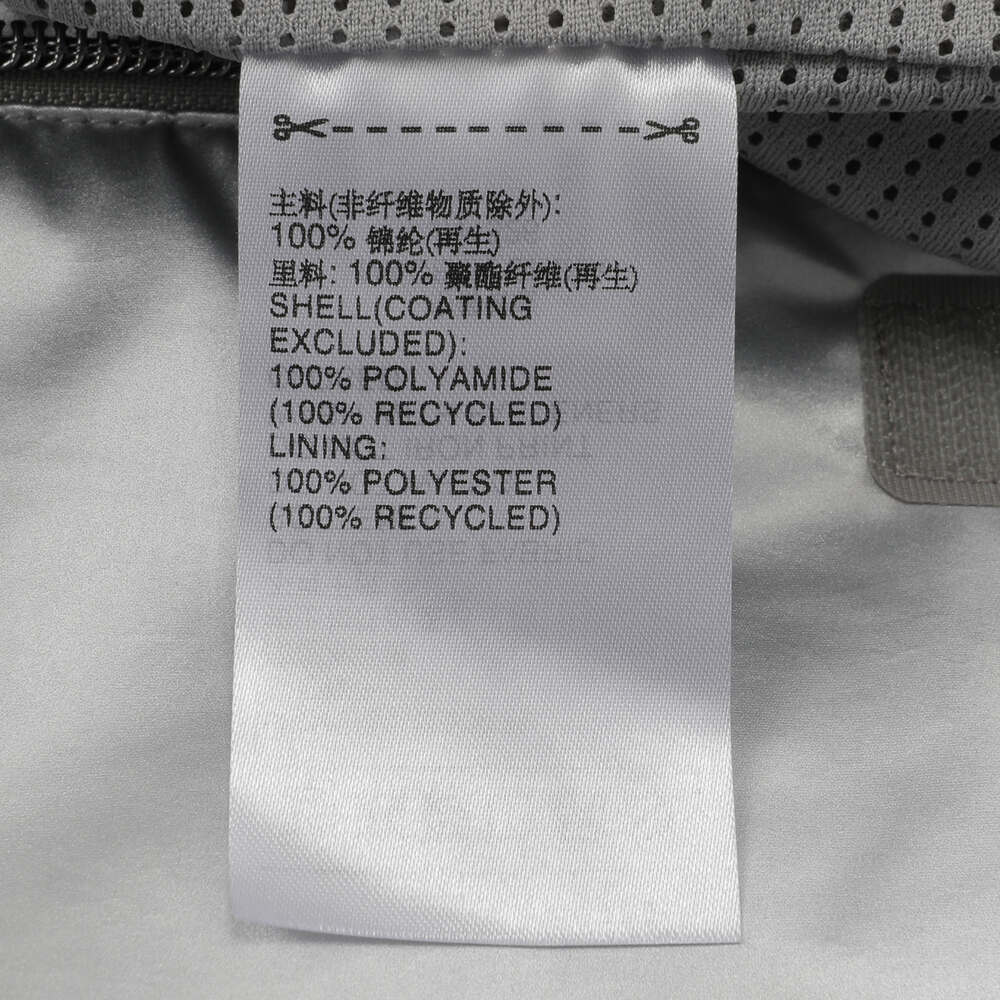 主料(非纤维物质除外):
100% 锦纶(再生)
里料: 100% 聚酯纤维(再生)
SHELL(COATING
EXCLUDED):
100% POLYAMIDE
(100% RECYCLED)
LINING:
100% POLYESTER
(100% RECYCLED)